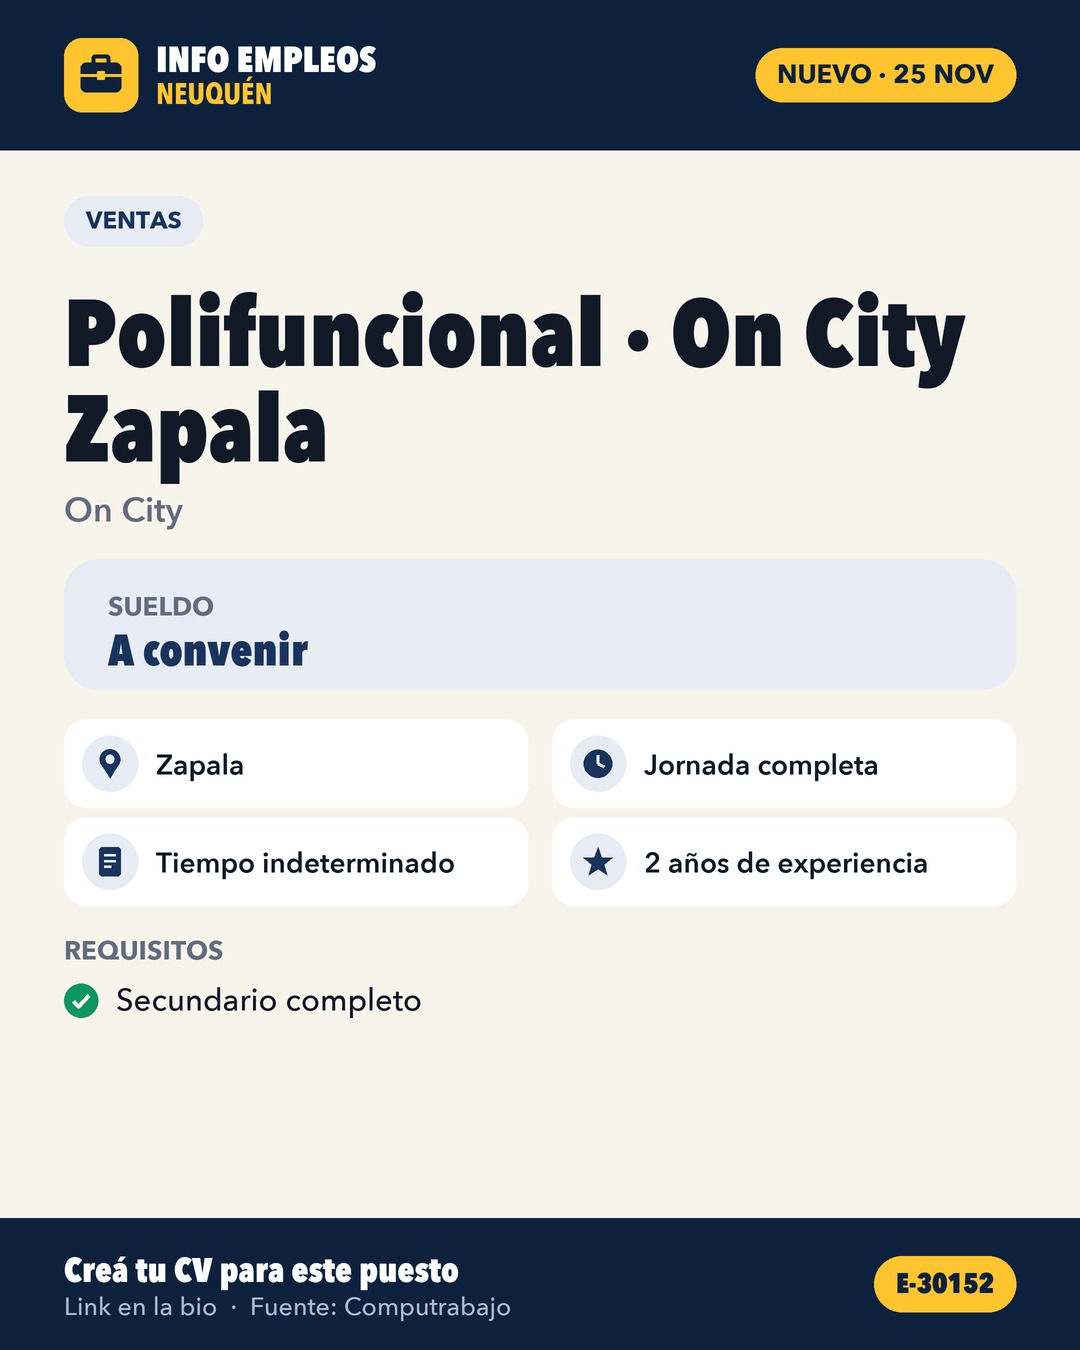 INFO EMPLEOS
NEUQUÉN
NUEVO · 25 NOV
VENTAS
Polifuncional · On City
Zapala
On City
SUELDO
A convenir
Zapala
Jornada completa
Tiempo indeterminado
2 años de experiencia
REQUISITOS
Secundario completo
Creá tu CV para este puesto
Link en la bio · Fuente: Computrabajo
E-30152